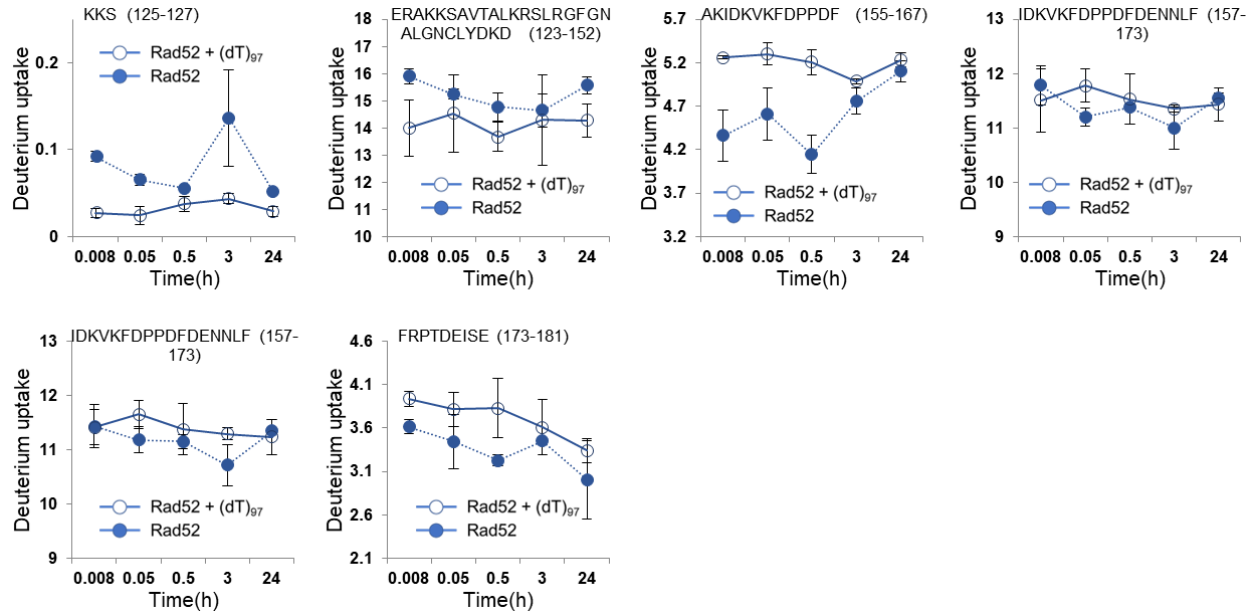 KKS (125-127)
Deuterium uptake
0.2
0.1
0
Rad52 + (dT)97
Rad52
0.008 0.05 0.5 3 24
Time(h)
ERAKKSAVTALKRSLRGFGN
ALGNCLYDKD (123-152)
Deuterium uptake
18
17
16
15
14
13
12
11
10
Rad52 + (dT)97
Rad52
0.008 0.05 0.5 3 24
Time(h)
AKIDKVKFDPPDF (155-167)
Deuterium uptake
5.7
5.2
4.7
4.2
3.7
3.2
Rad52 + (dT)97
Rad52
0.008 0.05 0.5 3 24
Time(h)
IDKVKFDPPDFDENNLF (157-
173)
Deuterium uptake
13
12
11
10
9
Rad52 + (dT)97
Rad52
0.008 0.05 0.5 3 24
Time(h)
IDKVKFDPPDFDENNLF (157-
173)
Deuterium uptake
13
12
11
10
9
Rad52 + (dT)97
Rad52
0.008 0.05 0.5 3 24
Time(h)
FRPTDEISE (173-181)
Deuterium uptake
4.6
4.1
3.6
3.1
2.6
2.1
Rad52 + (dT)97
Rad52
0.008 0.05 0.5 3 24
Time(h)